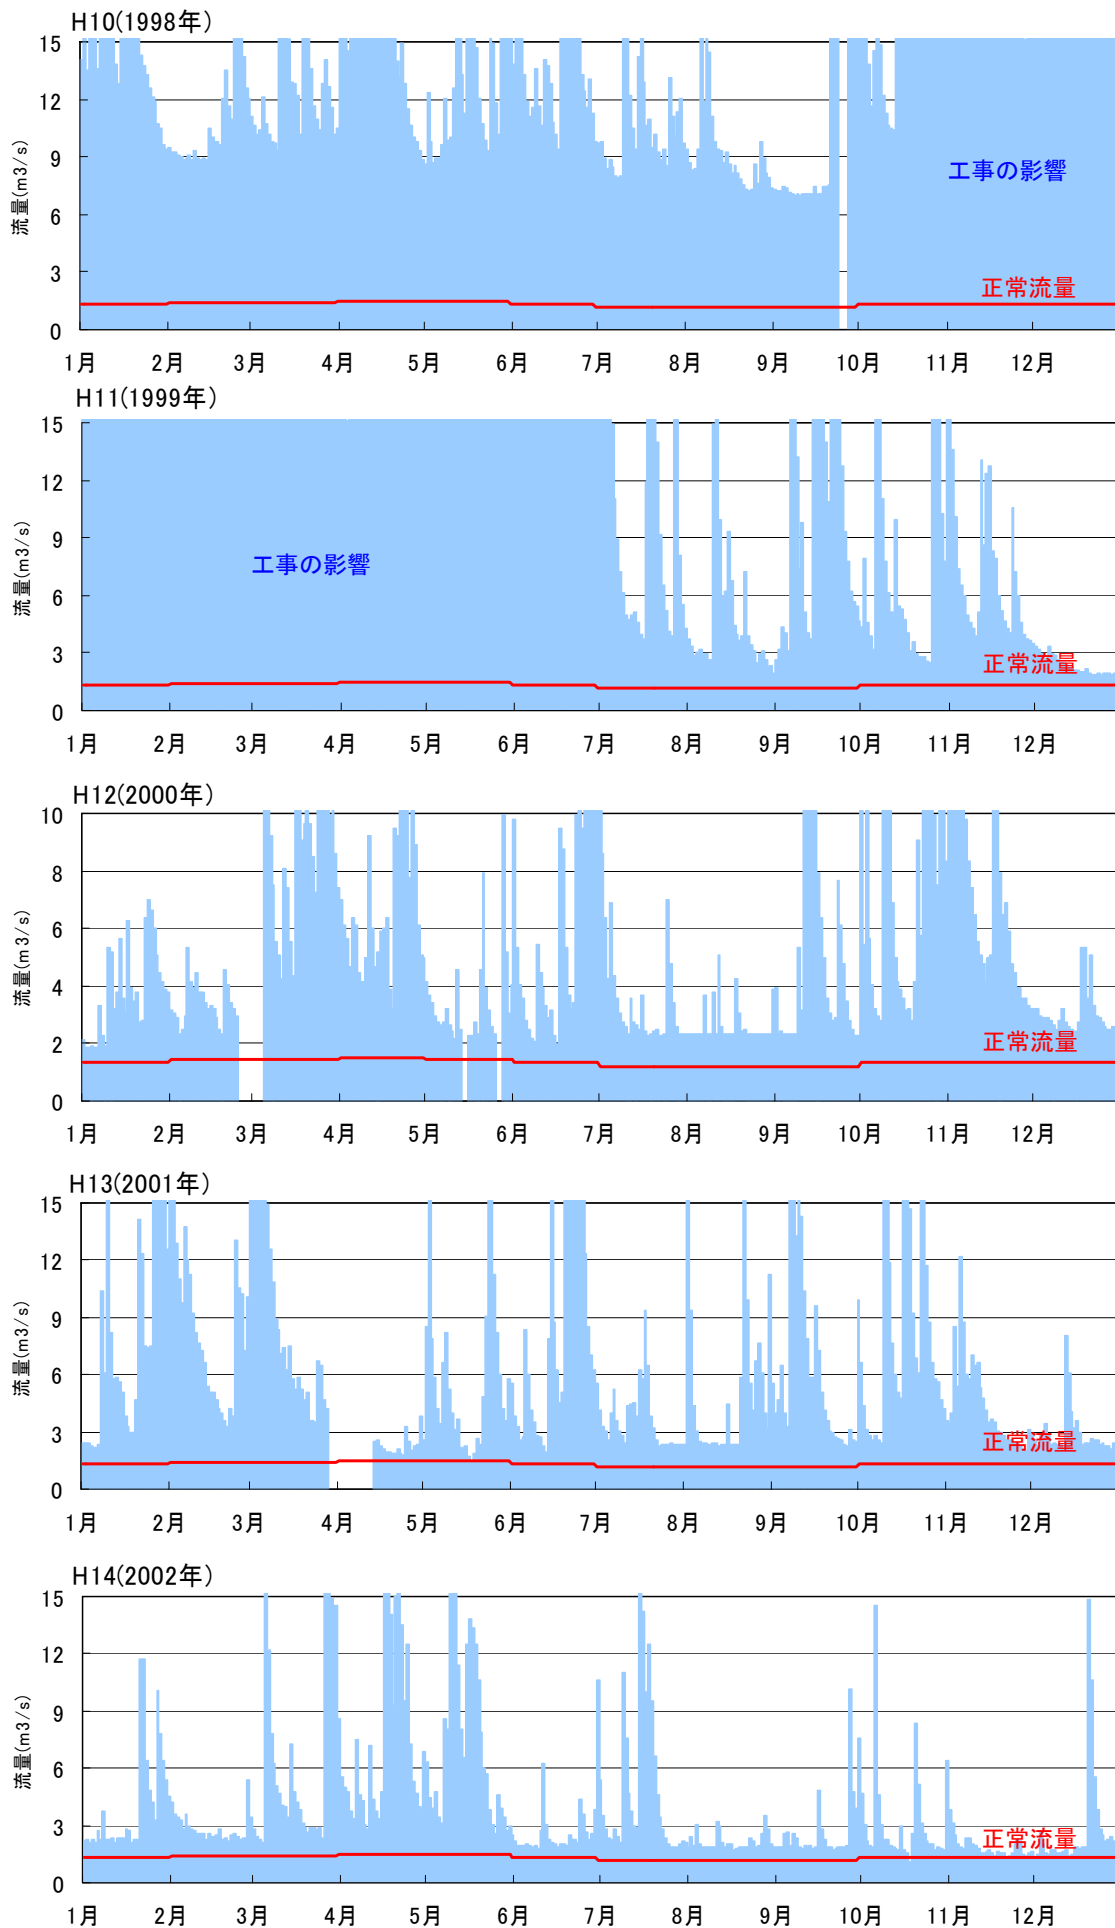 H10(1998年)
15
12
9
6
3
0
流量(m3/s)
工事の影響
正常流量
1月 2月 3月 4月 5月 6月 7月 8月 9月 10月 11月 12月
H11(1999年)
15
12
9
6
3
0
流量(m3/s)
工事の影響
正常流量
1月 2月 3月 4月 5月 6月 7月 8月 9月 10月 11月 12月
H12(2000年)
10
8
6
4
2
0
流量(m3/s)
正常流量
1月 2月 3月 4月 5月 6月 7月 8月 9月 10月 11月 12月
H13(2001年)
15
12
9
6
3
0
流量(m3/s)
正常流量
1月 2月 3月 4月 5月 6月 7月 8月 9月 10月 11月 12月
H14(2002年)
15
12
9
6
3
0
流量(m3/s)
正常流量
1月 2月 3月 4月 5月 6月 7月 8月 9月 10月 11月 12月